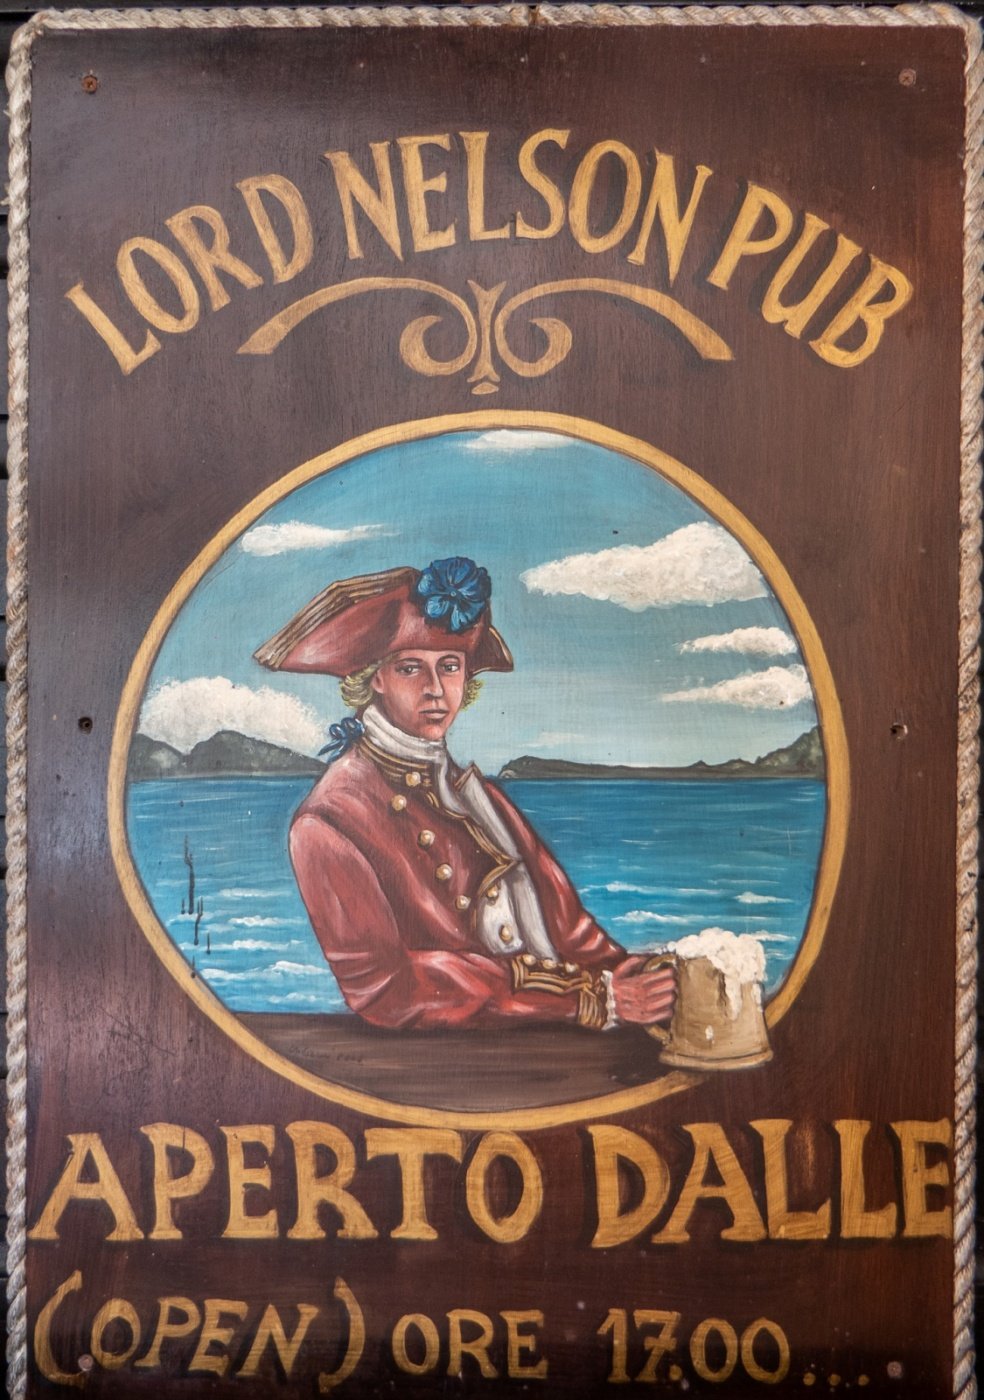 LORD NELSON PUB
APERTO DALLE
(OPEN) ORE 17.00...